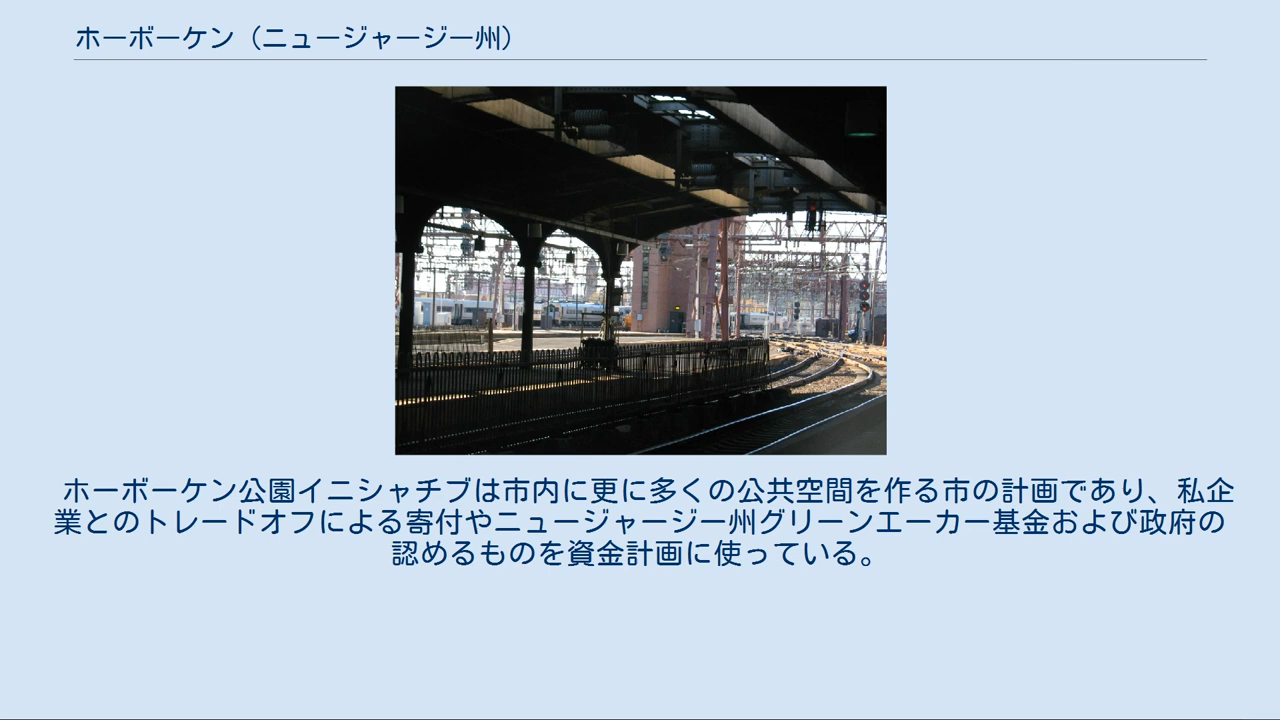 ホーボーケン（ニュージャージー州）
ホーボーケン公園イニシャチブは市内に更に多くの公共空間を作る市の計画であり、私企
業とのトレードオフによる寄付やニュージャージー州グリーンエーカー基金および政府の
認めるものを資金計画に使っている。